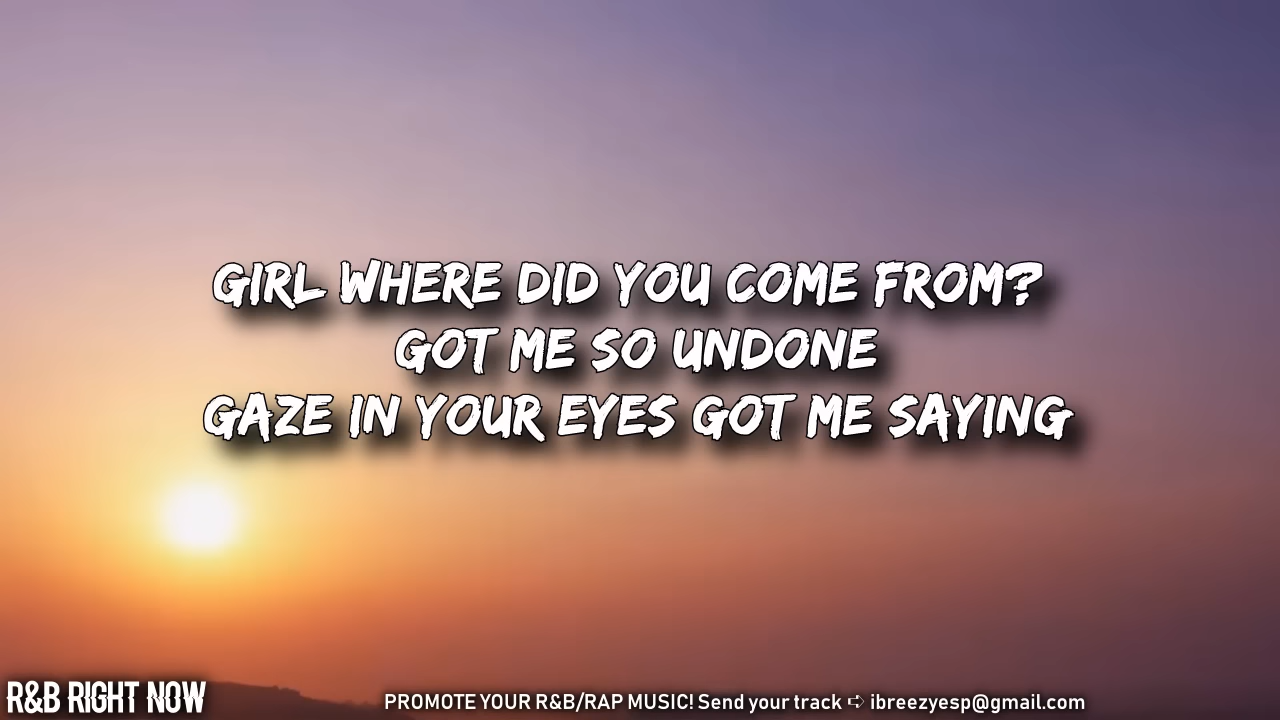 GIRL WHERE DID YOU COME FROM?
GOT ME SO UNDONE
GAZE IN YOUR EYES GOT ME SAYING
R&B RIGHT NOW
PROMOTE YOUR R&B/RAP MUSIC! Send your track ➪ ibreezyesp@gmail.com